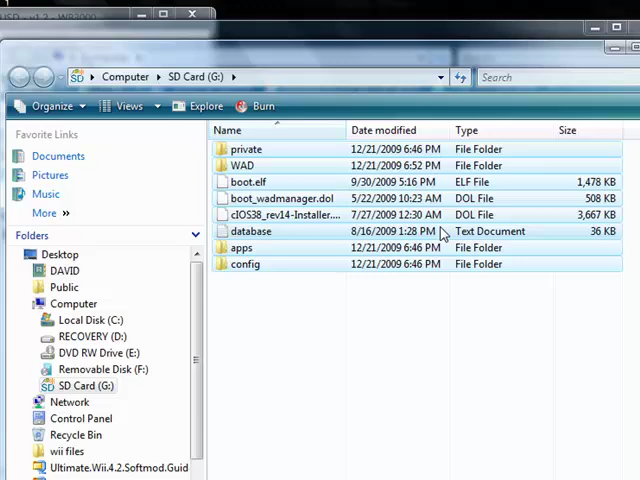 Computer ▸ SD Card (G:) ▸ Search
Organize Views Explore Burn
Favorite Links
Documents
Pictures
Music
More »
Folders
Desktop
DAVID
Public
Computer
Local Disk (C:)
RECOVERY (D:)
DVD RW Drive (E:)
Removable Disk (F:)
SD Card (G:)
Network
Control Panel
Recycle Bin
wii files
Ultimate.Wii.4.2.Softmod.Guid
Name Date modified Type Size
private 12/21/2009 6:46 PM File Folder
WAD 12/21/2009 6:52 PM File Folder
boot.elf 9/30/2009 5:16 PM ELF File 1,478 KB
boot_wadmanager.dol 5/22/2009 10:23 AM DOL File 508 KB
cIOS38_rev14-Installer.... 7/27/2009 12:30 AM DOL File 3,667 KB
database 8/16/2009 1:28 PM Text Document 36 KB
apps 12/21/2009 6:46 PM File Folder
config 12/21/2009 6:46 PM File Folder